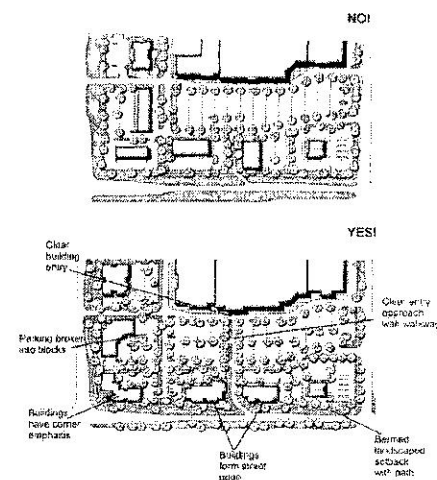 NO!
YES!
Clear
building
entry
Clear entry
approach
with walkway
Parking broken
into blocks
Buildings
have corner
emphasis
Buildings
form street
edge
Bermed
landscaped
setback
with path